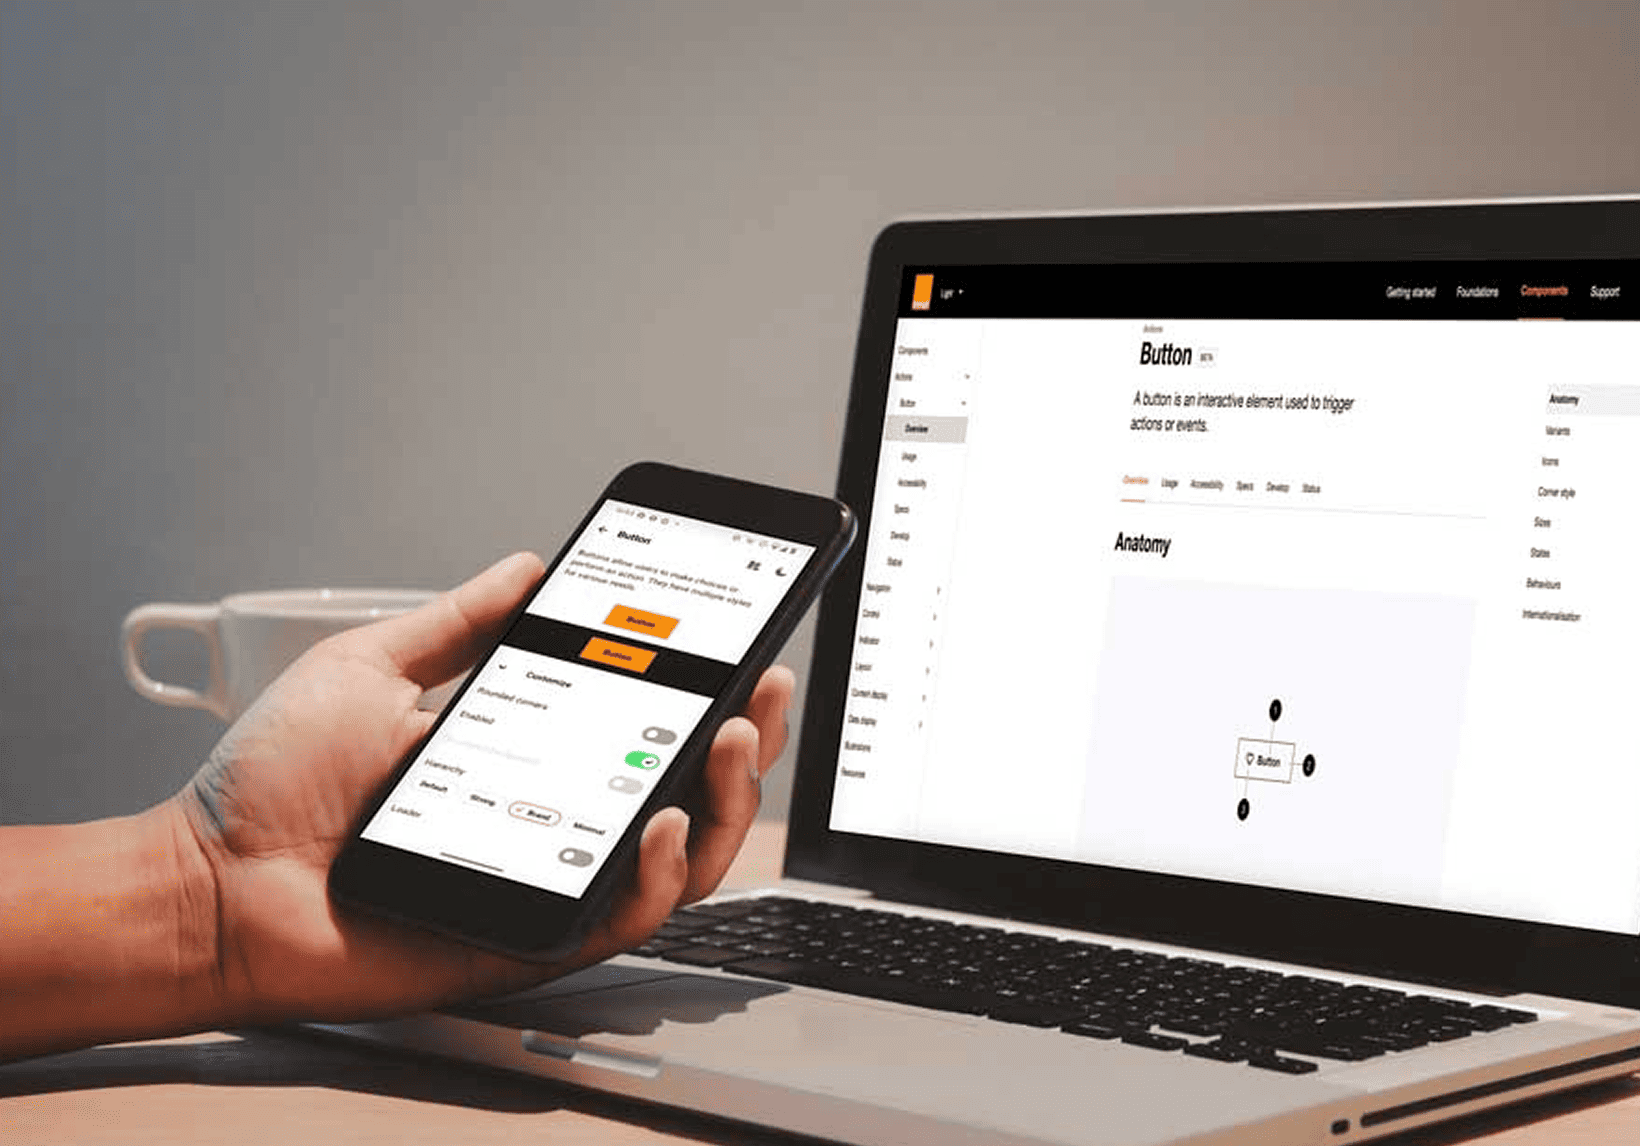 Button
Buttons allow users to make choices or
perform an action. They have multiple styles
for various needs.
Button
Button
Customize
Rounded corners
Enabled
Hierarchy
Default
Strong
Brand
Minimal
Loader
Light
Getting started
Foundations
Components
Support
Components
Actions
Button
Overview
Usage
Accessibility
Specs
Develop
Status
Navigation
Control
Indicator
Layout
Content display
Data display
Illustrations
Resources
Actions
Button BETA
A button is an interactive element used to trigger
actions or events.
Overview Usage Accessibility Specs Develop Status
Anatomy
1
Button
2
3
Anatomy
Variants
Icons
Corner style
Sizes
States
Behaviours
Internationalisation